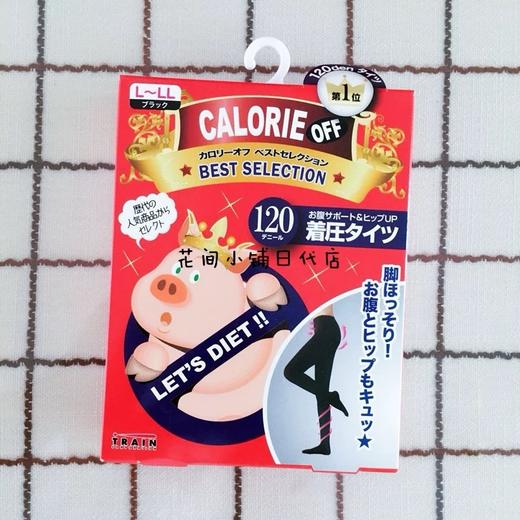 L〜LL
ブラック
120den タイツ
第1位
CALORIE OFF
カロリーオフ ベストセレクション
BEST SELECTION
歴代の
人気商品から
セレクト
120
デニール
お腹サポート&ヒップUP
着圧タイツ
花间小铺日代店
LET'S DIET!!
脚ほっそり!
お腹とヒップもキュッ★
TRAIN